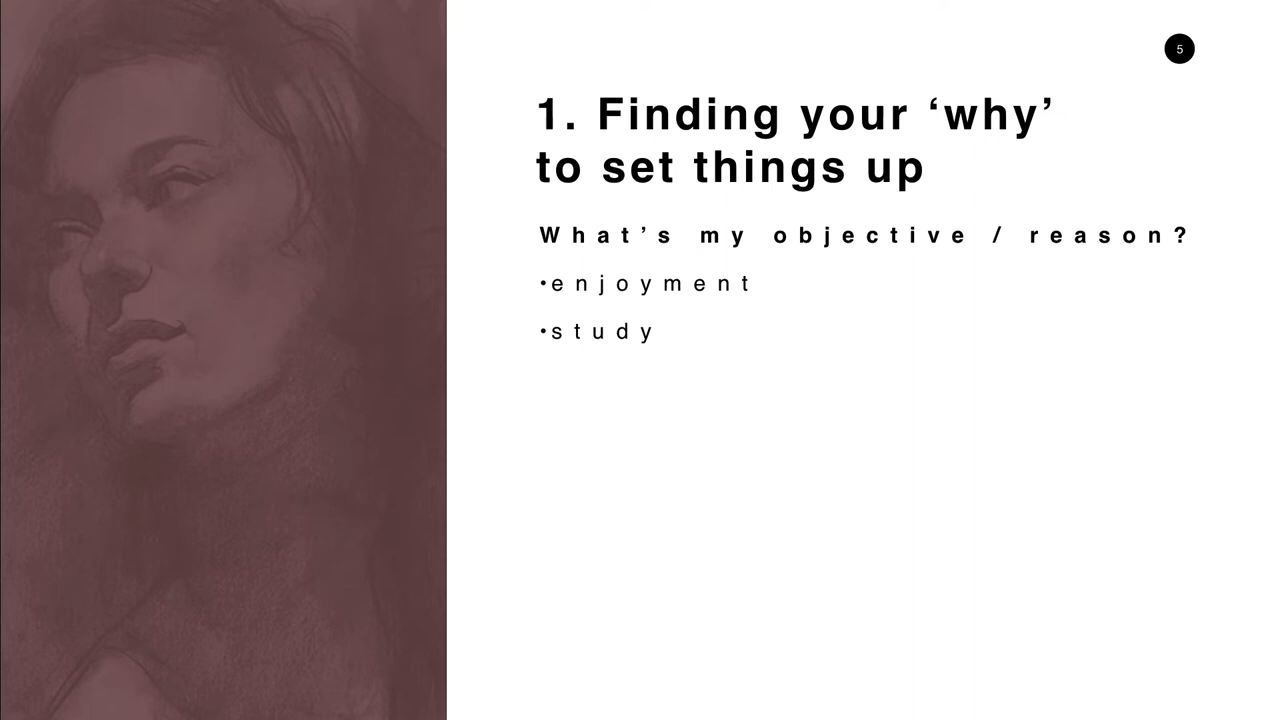 5
1. Finding your ‘why’
to set things up
What’s my objective / reason?
•enjoyment
•study